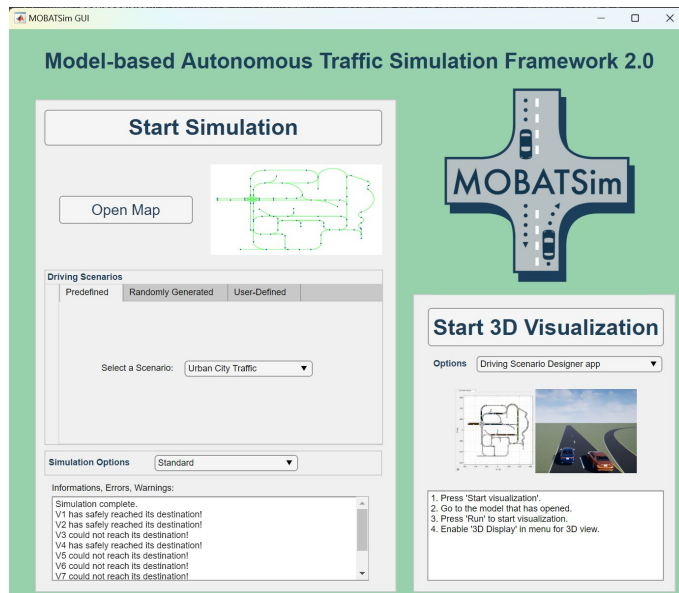 MOBATSim GUI
Model-based Autonomous Traffic Simulation Framework 2.0
Start Simulation
Open Map
Driving Scenarios
Predefined Randomly Generated User-Defined
Select a Scenario: Urban City Traffic
Simulation Options Standard
Informations, Errors, Warnings:
Simulation complete.
V1 has safely reached its destination!
V2 has safely reached its destination!
V3 could not reach its destination!
V4 has safely reached its destination!
V5 could not reach its destination!
V6 could not reach its destination!
V7 could not reach its destination!
MOBATSim
Start 3D Visualization
Options Driving Scenario Designer app
1. Press 'Start visualization'.
2. Go to the model that has opened.
3. Press 'Run' to start visualization.
4. Enable '3D Display' in menu for 3D view.